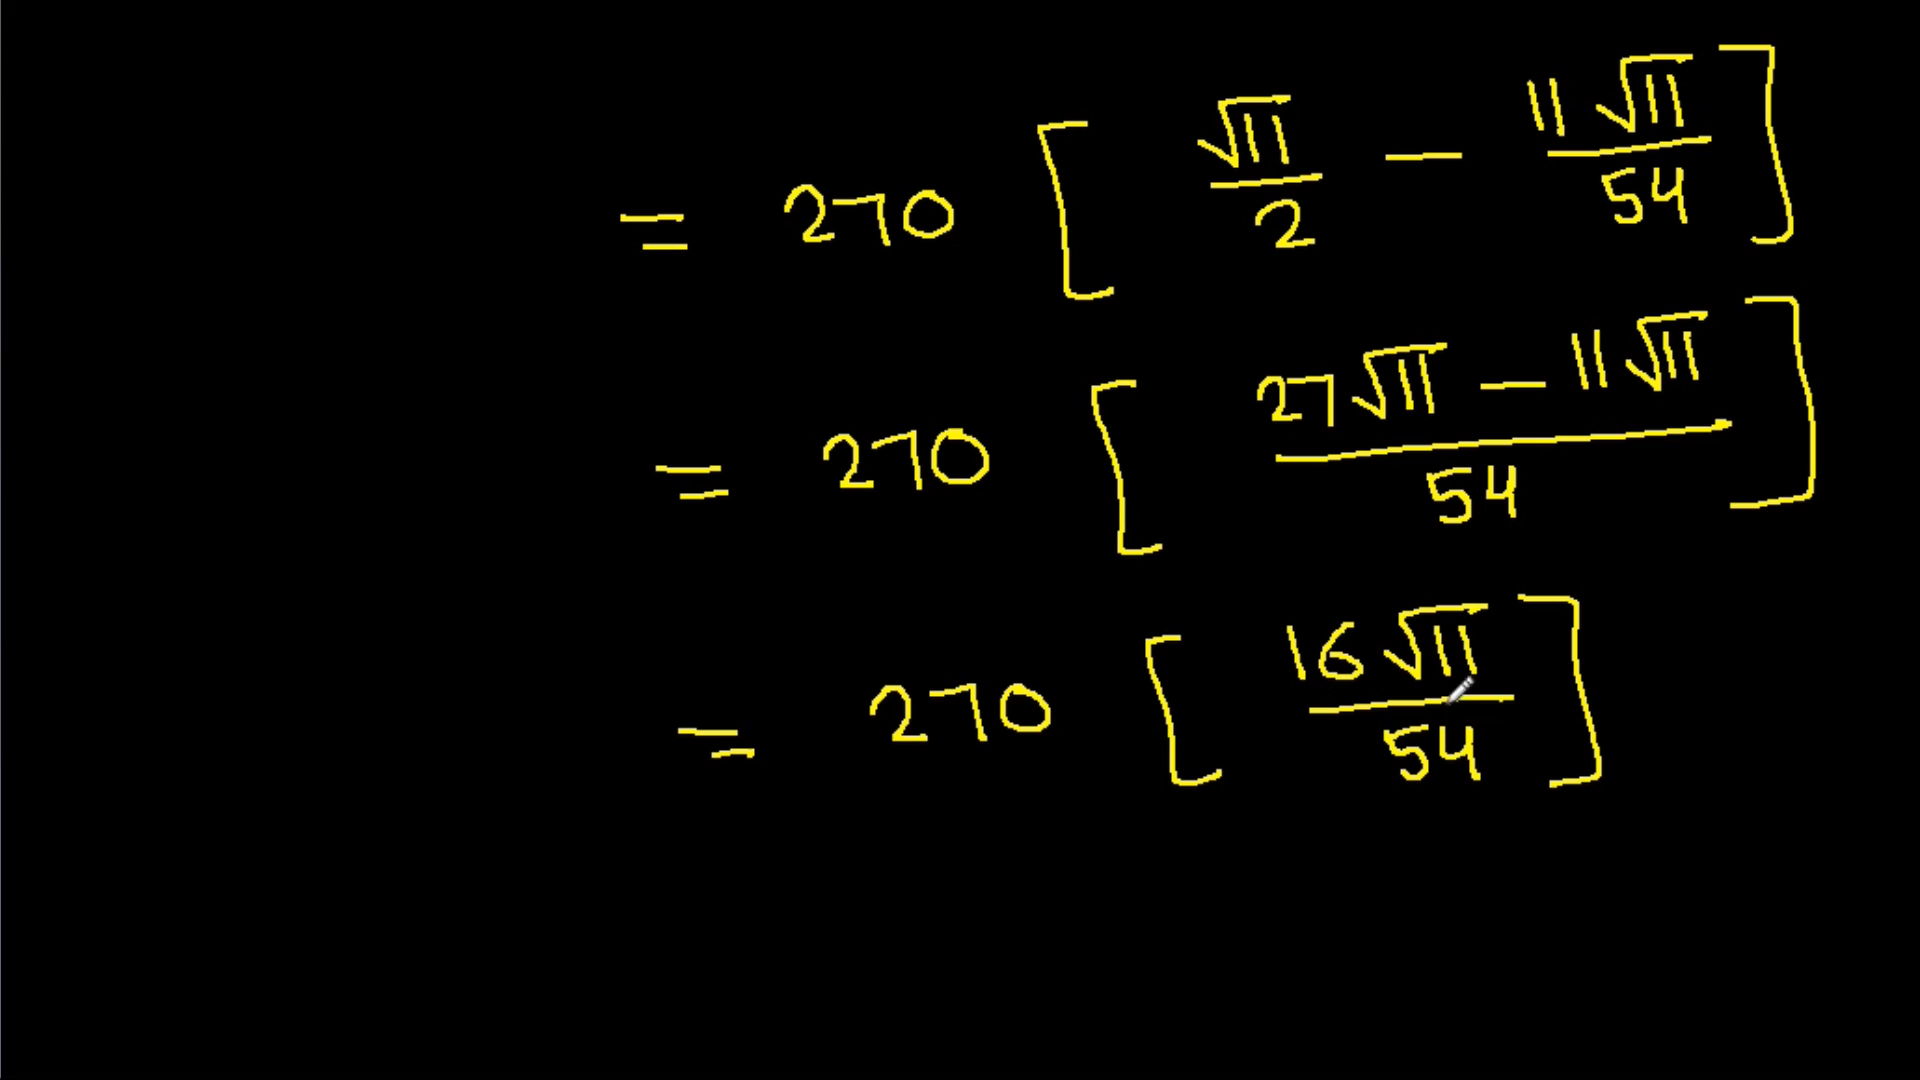 = 270 [ √11/2 − 11√11/54 ]
= 270 [ (27√11 − 11√11)/54 ]
= 270 [ 16√11/54 ]